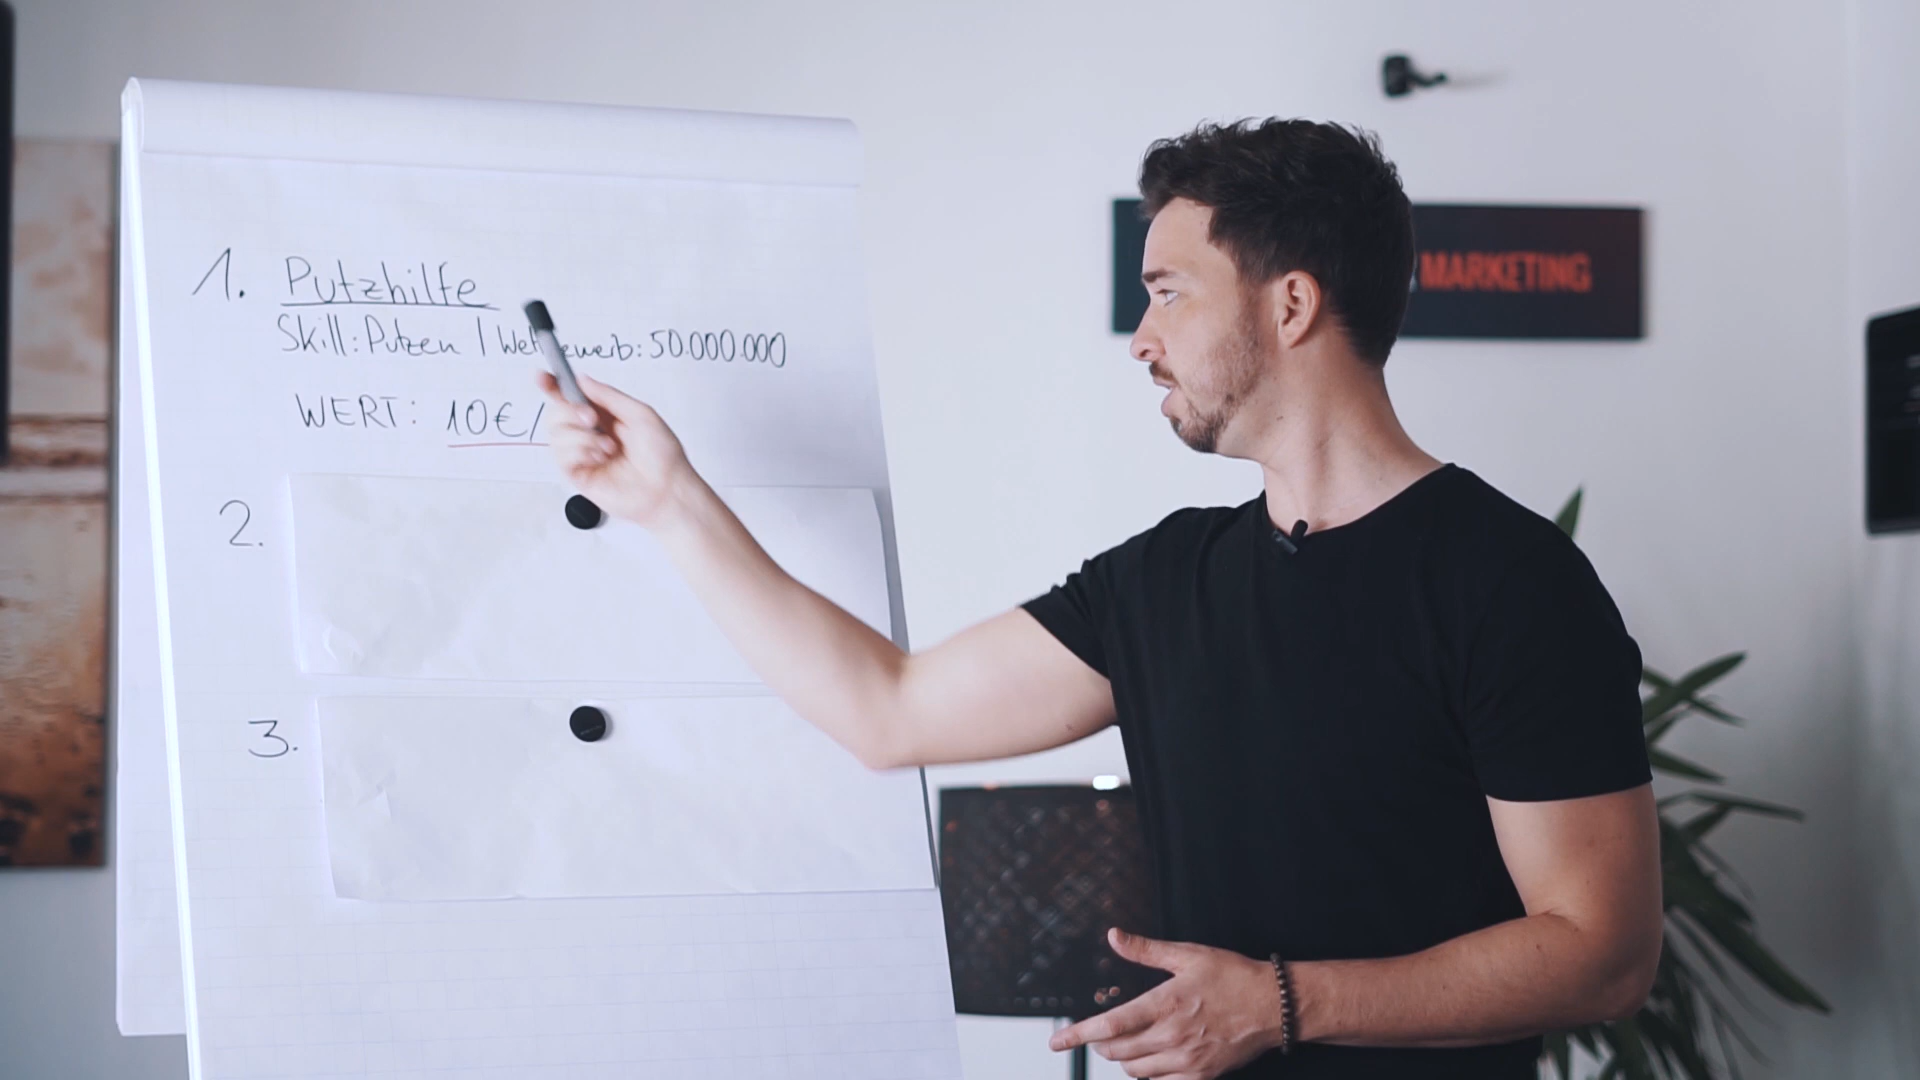 1. Putzhilfe
Skill: Putzen | Wettbewerb: 50.000.000
WERT: 10€/
2.
3.
MARKETING